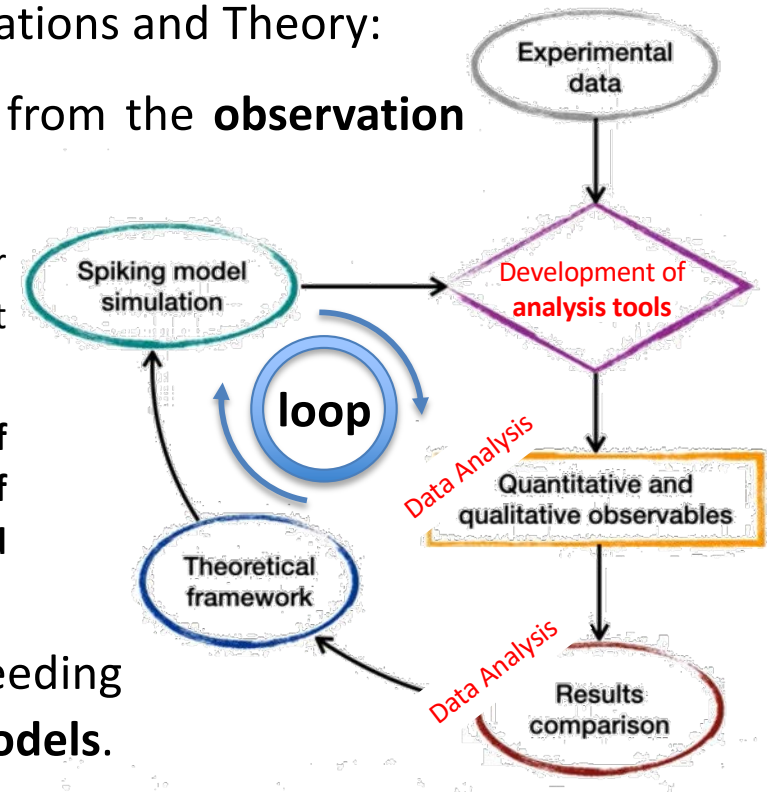 ations and Theory:
from the observation
r
t
f
f
d
eeding
odels.
Experimental
data
Development of
analysis tools
Spiking model
simulation
loop
Data Analysis
Quantitative and
qualitative observables
Theoretical
framework
Data Analysis
Results
comparison